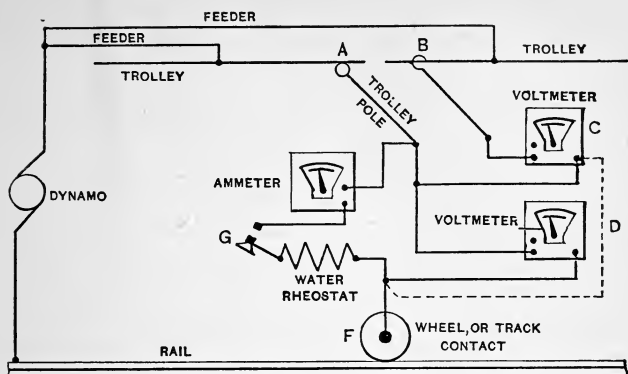 FEEDER
FEEDER
A
B
TROLLEY
TROLLEY
TROLLEY
POLE
VOLTMETER
C
AMMETER
DYNAMO
VOLTMETER
D
G
WATER
RHEOSTAT
F
WHEEL, OR TRACK
CONTACT
RAIL